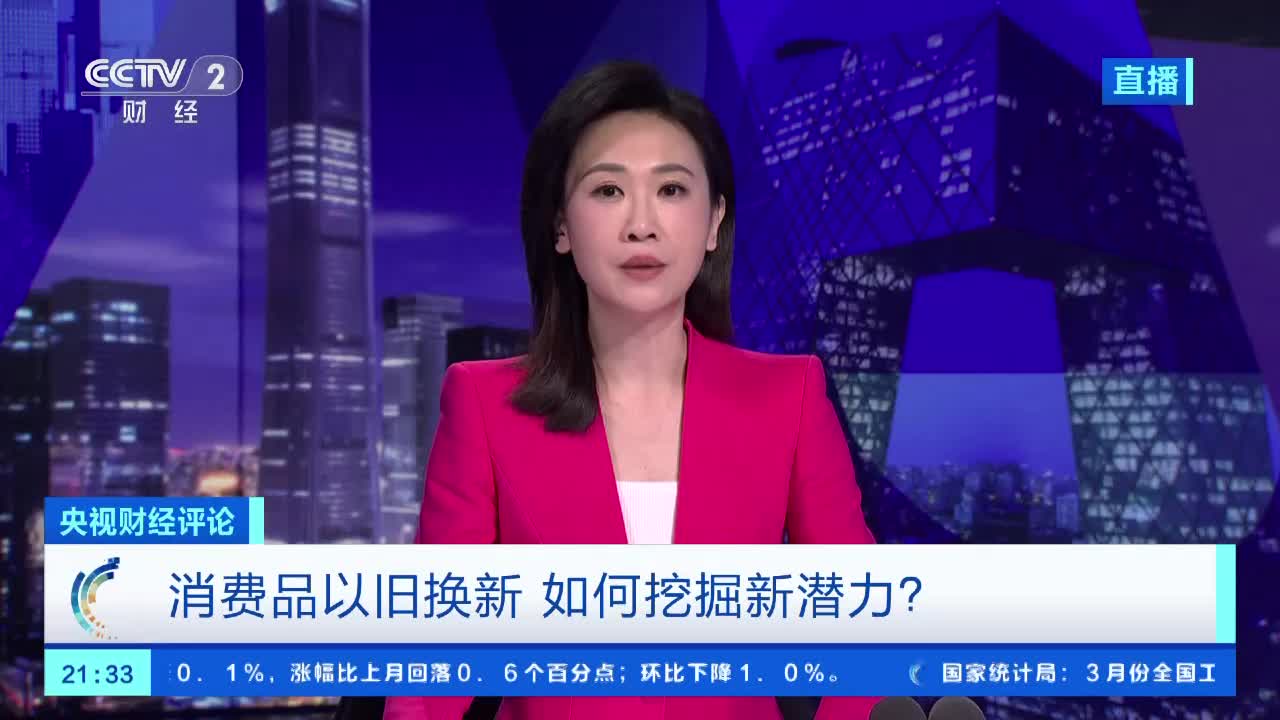 CCTV 2
财 经
直播
央视财经评论
消费品以旧换新 如何挖掘新潜力?
21:33
0.1%,涨幅比上月回落0.6个百分点;环比下降1.0%。 国家统计局:3月份全国工